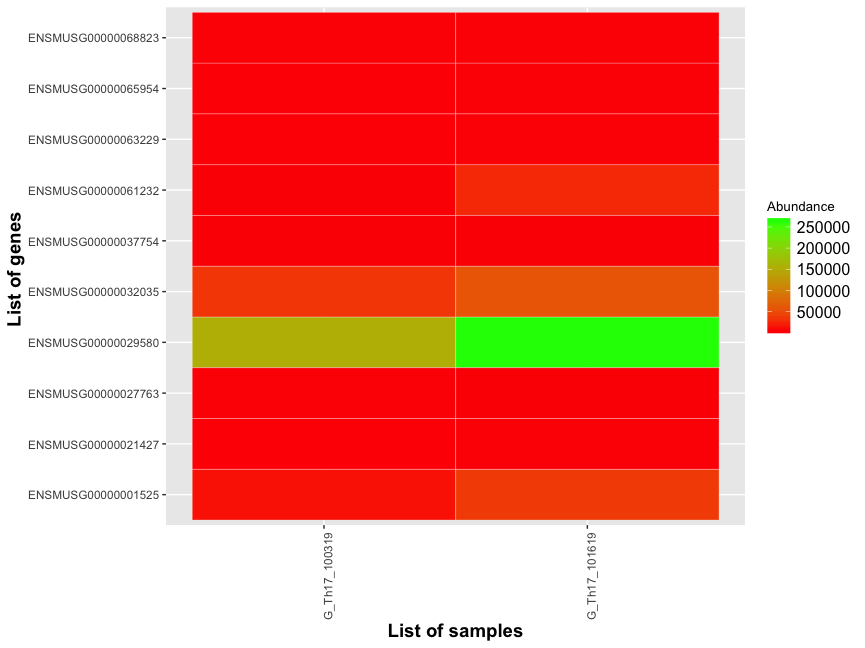 List of genes
ENSMUSG00000068823
ENSMUSG00000065954
ENSMUSG00000063229
ENSMUSG00000061232
ENSMUSG00000037754
ENSMUSG00000032035
ENSMUSG00000029580
ENSMUSG00000027763
ENSMUSG00000021427
ENSMUSG00000001525
G_Th17_100319
G_Th17_101619
List of samples
Abundance
250000
200000
150000
100000
50000